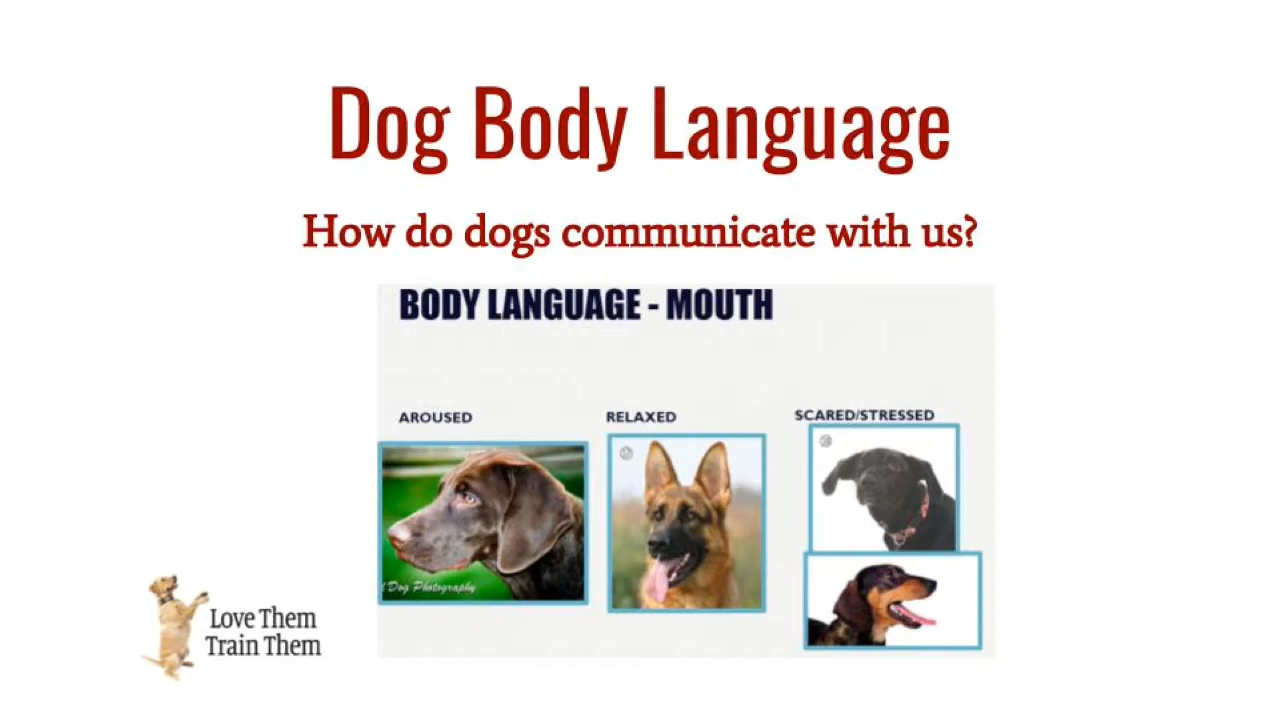 Dog Body Language
How do dogs communicate with us?
BODY LANGUAGE - MOUTH
AROUSED
RELAXED
SCARED/STRESSED
Dog Photography
Love Them
Train Them